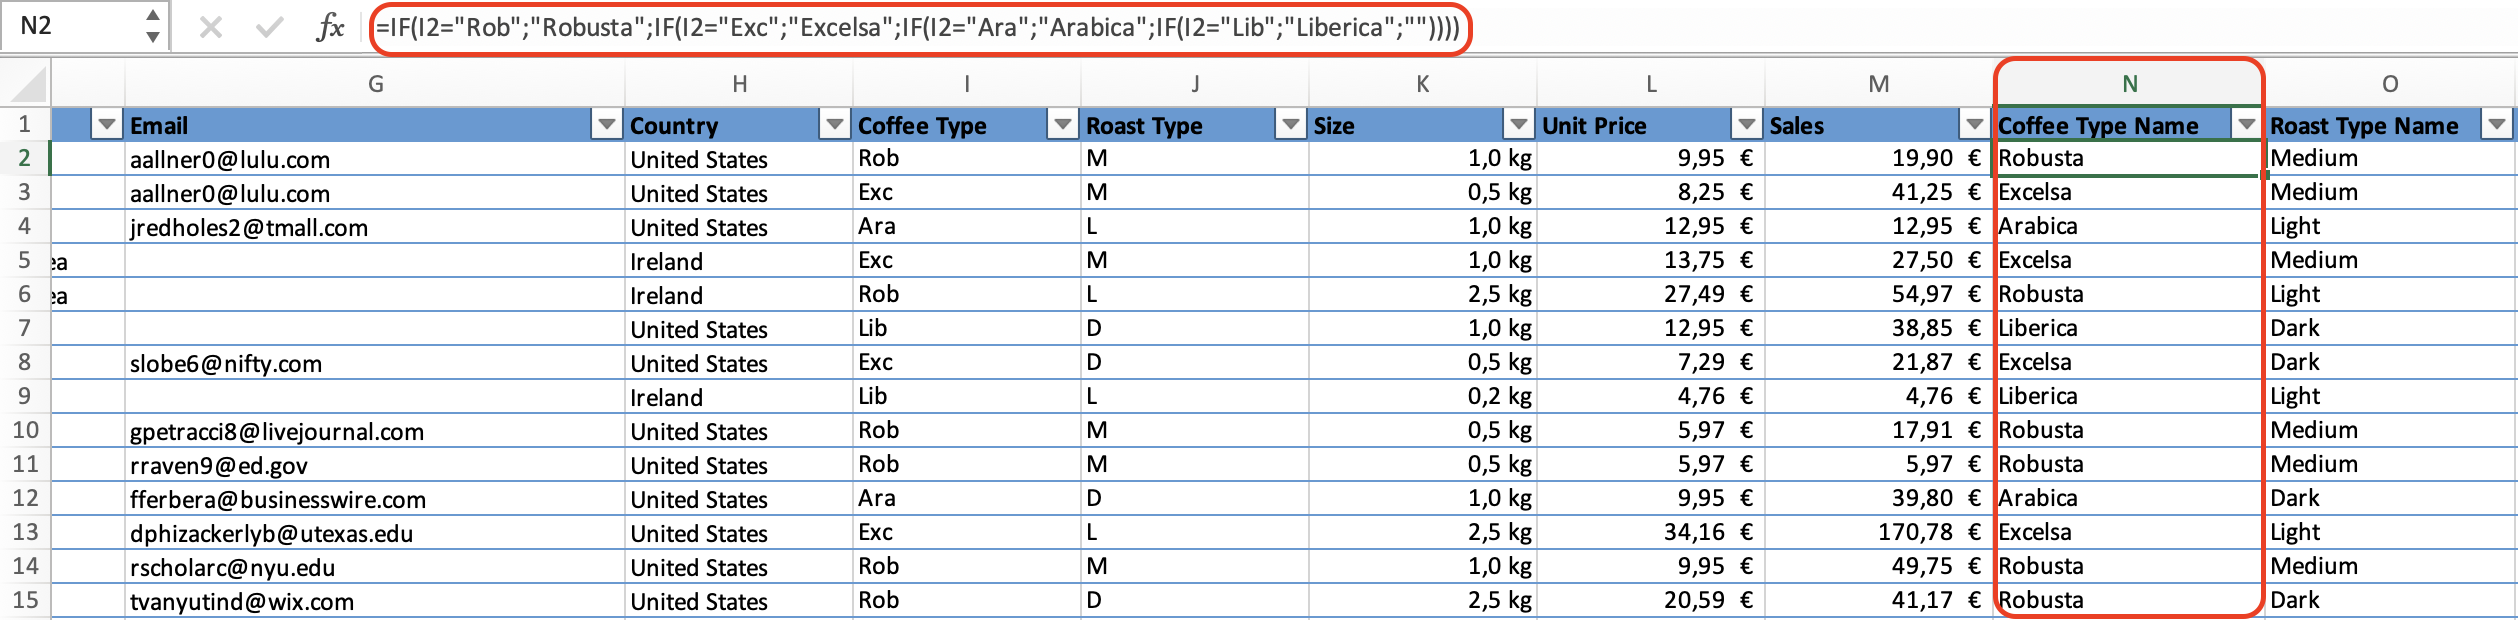 N2 fx =IF(I2="Rob";"Robusta";IF(I2="Exc";"Excelsa";IF(I2="Ara";"Arabica";IF(I2="Lib";"Liberica";""))))
G H I J K L M N O
1 Email Country Coffee Type Roast Type Size Unit Price Sales Coffee Type Name Roast Type Name
2 aallner0@lulu.com United States Rob M 1,0 kg 9,95 € 19,90 € Robusta Medium
3 aallner0@lulu.com United States Exc M 0,5 kg 8,25 € 41,25 € Excelsa Medium
4 jredholes2@tmall.com United States Ara L 1,0 kg 12,95 € 12,95 € Arabica Light
5 ea Ireland Exc M 1,0 kg 13,75 € 27,50 € Excelsa Medium
6 ea Ireland Rob L 2,5 kg 27,49 € 54,97 € Robusta Light
7 United States Lib D 1,0 kg 12,95 € 38,85 € Liberica Dark
8 slobe6@nifty.com United States Exc D 0,5 kg 7,29 € 21,87 € Excelsa Dark
9 Ireland Lib L 0,2 kg 4,76 € 4,76 € Liberica Light
10 gpetracci8@livejournal.com United States Rob M 0,5 kg 5,97 € 17,91 € Robusta Medium
11 rraven9@ed.gov United States Rob M 0,5 kg 5,97 € 5,97 € Robusta Medium
12 fferbera@businesswire.com United States Ara D 1,0 kg 9,95 € 39,80 € Arabica Dark
13 dphizackerlyb@utexas.edu United States Exc L 2,5 kg 34,16 € 170,78 € Excelsa Light
14 rscholarc@nyu.edu United States Rob M 1,0 kg 9,95 € 49,75 € Robusta Medium
15 tvanyutind@wix.com United States Rob D 2,5 kg 20,59 € 41,17 € Robusta Dark